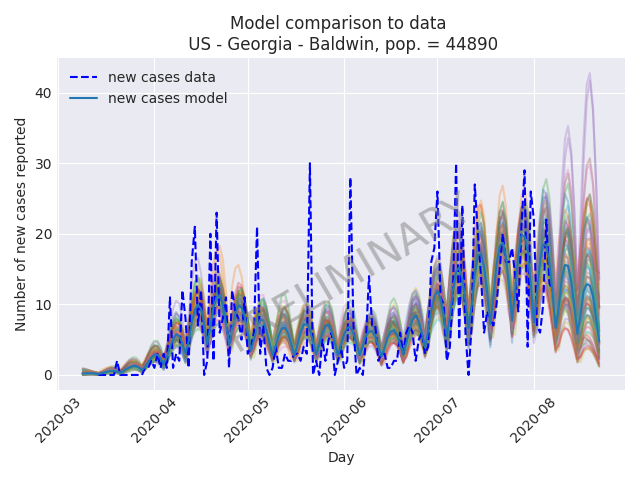 Model comparison to data
US - Georgia - Baldwin, pop. = 44890
new cases data
new cases model
PRELIMINARY
Number of new cases reported
40
30
20
10
0
2020-03
2020-04
2020-05
2020-06
2020-07
2020-08
Day